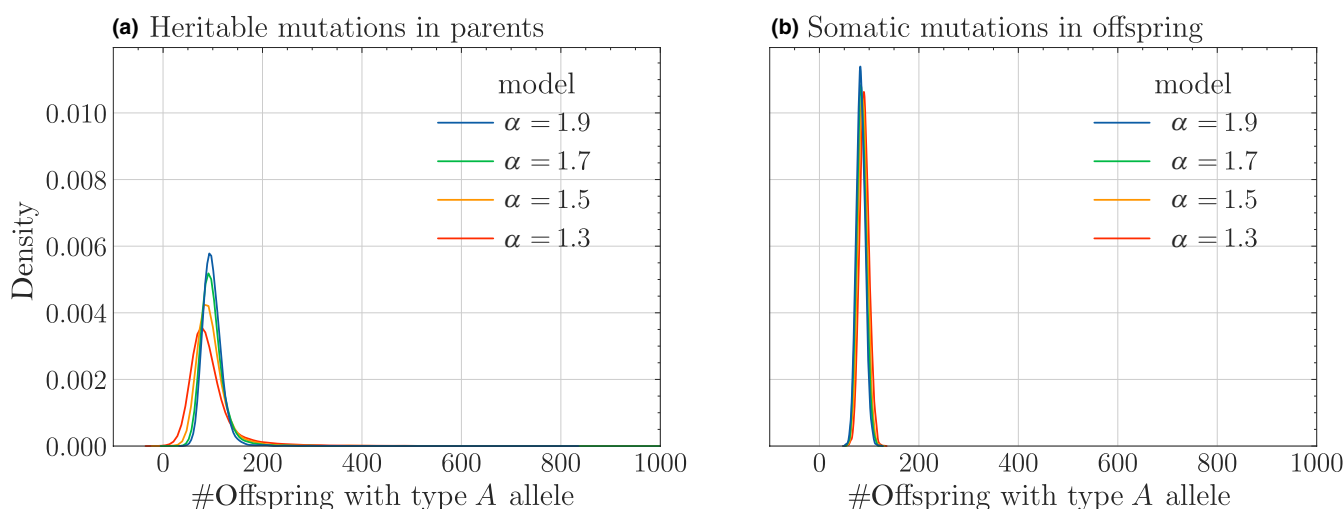 (a) Heritable mutations in parents
model
α = 1.9
α = 1.7
α = 1.5
α = 1.3
Density
0.010
0.008
0.006
0.004
0.002
0.000
0 200 400 600 800 1000
#Offspring with type A allele
(b) Somatic mutations in offspring
model
α = 1.9
α = 1.7
α = 1.5
α = 1.3
0 200 400 600 800 1000
#Offspring with type A allele